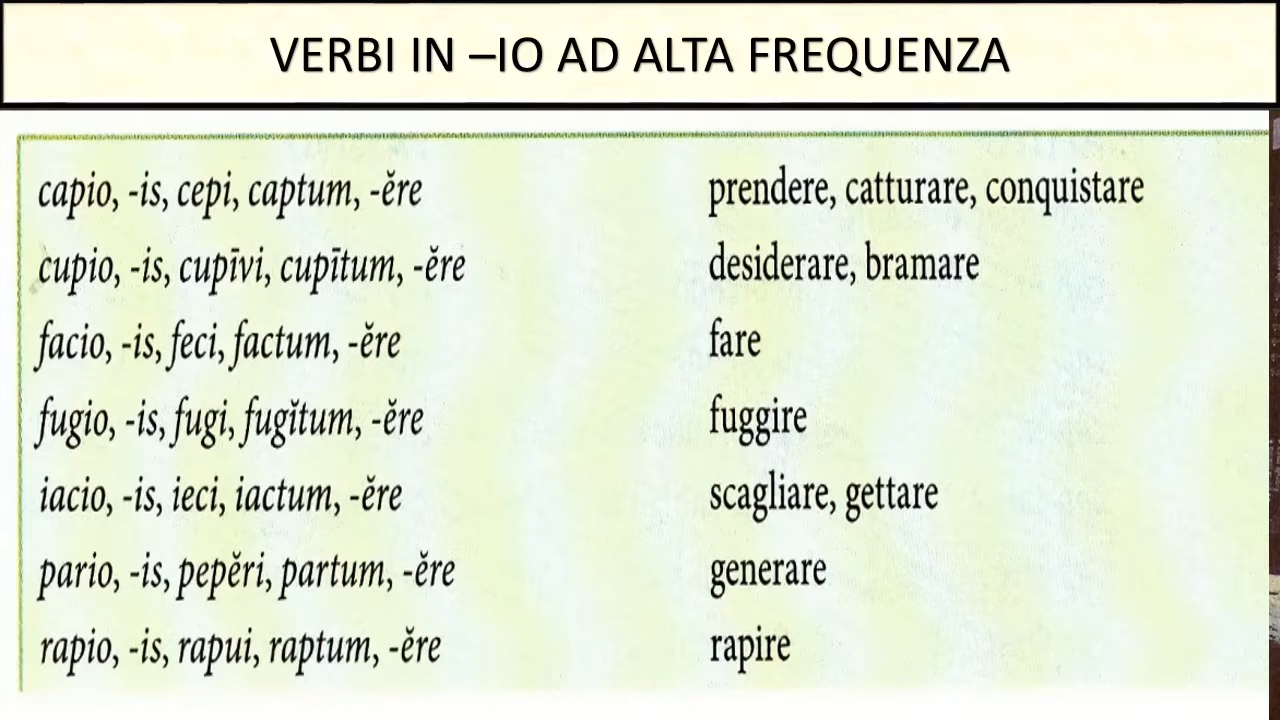 VERBI IN –IO AD ALTA FREQUENZA
capio, -is, cepi, captum, -ĕre prendere, catturare, conquistare
cupio, -is, cupīvi, cupītum, -ĕre desiderare, bramare
facio, -is, feci, factum, -ĕre fare
fugio, -is, fugi, fugĭtum, -ĕre fuggire
iacio, -is, ieci, iactum, -ĕre scagliare, gettare
pario, -is, pepĕri, partum, -ĕre generare
rapio, -is, rapui, raptum, -ĕre rapire